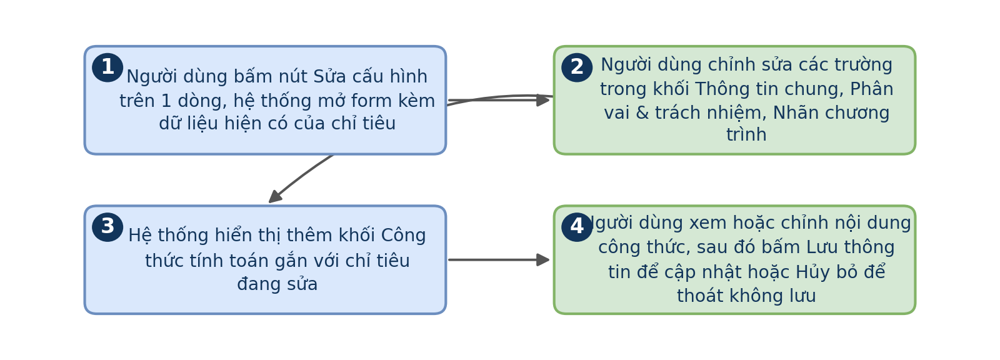 1
Người dùng bấm nút Sửa cấu hình
trên 1 dòng, hệ thống mở form kèm
dữ liệu hiện có của chỉ tiêu
2
Người dùng chỉnh sửa các trường
trong khối Thông tin chung, Phân
vai & trách nhiệm, Nhãn chương
trình
3
Hệ thống hiển thị thêm khối Công
thức tính toán gắn với chỉ tiêu
đang sửa
4
Người dùng xem hoặc chỉnh nội dung
công thức, sau đó bấm Lưu thông
tin để cập nhật hoặc Hủy bỏ để
thoát không lưu